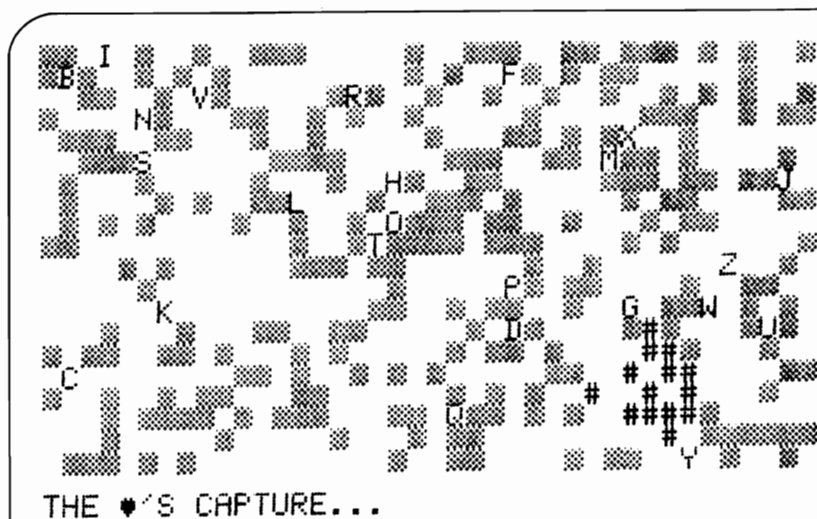 I
B F
V R
N
X
S M
H J
L
O
T
Z
P
K G W
D # U
# #
C # # #
# # #
Q # # # #
#
Y
THE #'S CAPTURE...